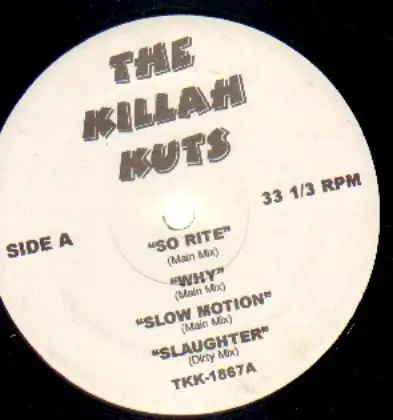 THE
KILLAH
KUTS
SIDE A
33 1/3 RPM
"SO RITE"
(Main Mix)
"WHY"
(Main Mix)
"SLOW MOTION"
(Main Mix)
"SLAUGHTER"
(Dirty Mix)
TKK-1867A